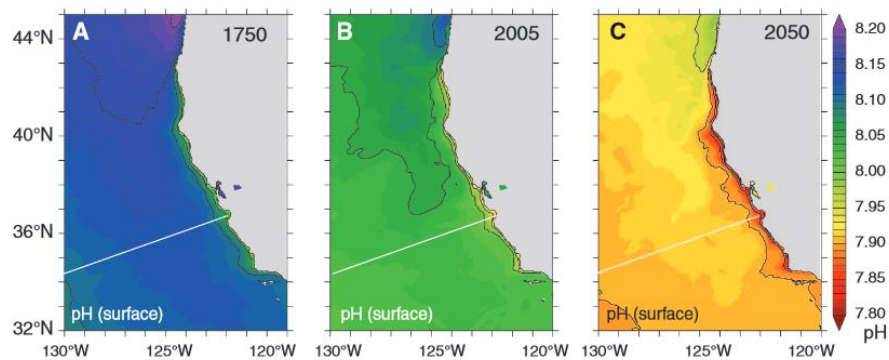 A
1750
B
2005
C
2050
44°N
40°N
36°N
32°N
pH (surface)
pH (surface)
pH (surface)
130°W
125°W
120°W
130°W
125°W
120°W
130°W
125°W
120°W
8.20
8.15
8.10
8.05
8.00
7.95
7.90
7.85
7.80
pH